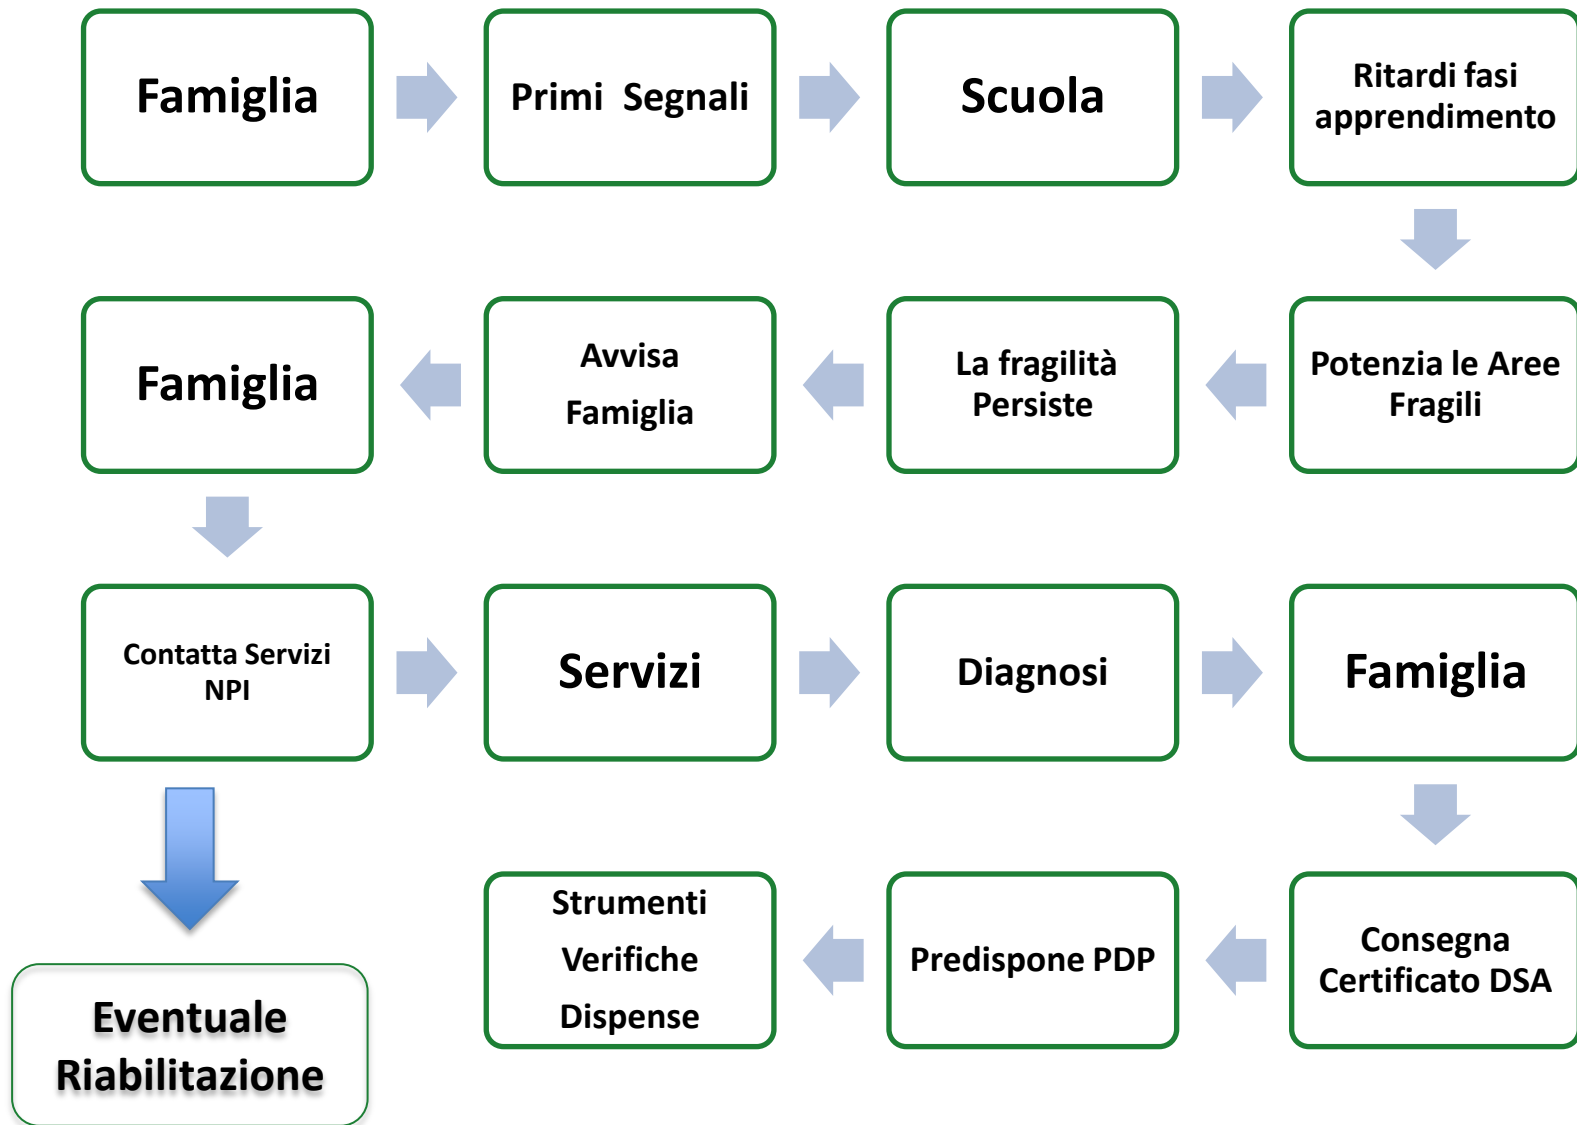 Famiglia
Primi Segnali
Scuola
Ritardi fasi
apprendimento
Potenzia le Aree
Fragili
La fragilità
Persiste
Avvisa
Famiglia
Famiglia
Contatta Servizi
NPI
Servizi
Diagnosi
Famiglia
Consegna
Certificato DSA
Predispone PDP
Strumenti
Verifiche
Dispense
Eventuale
Riabilitazione